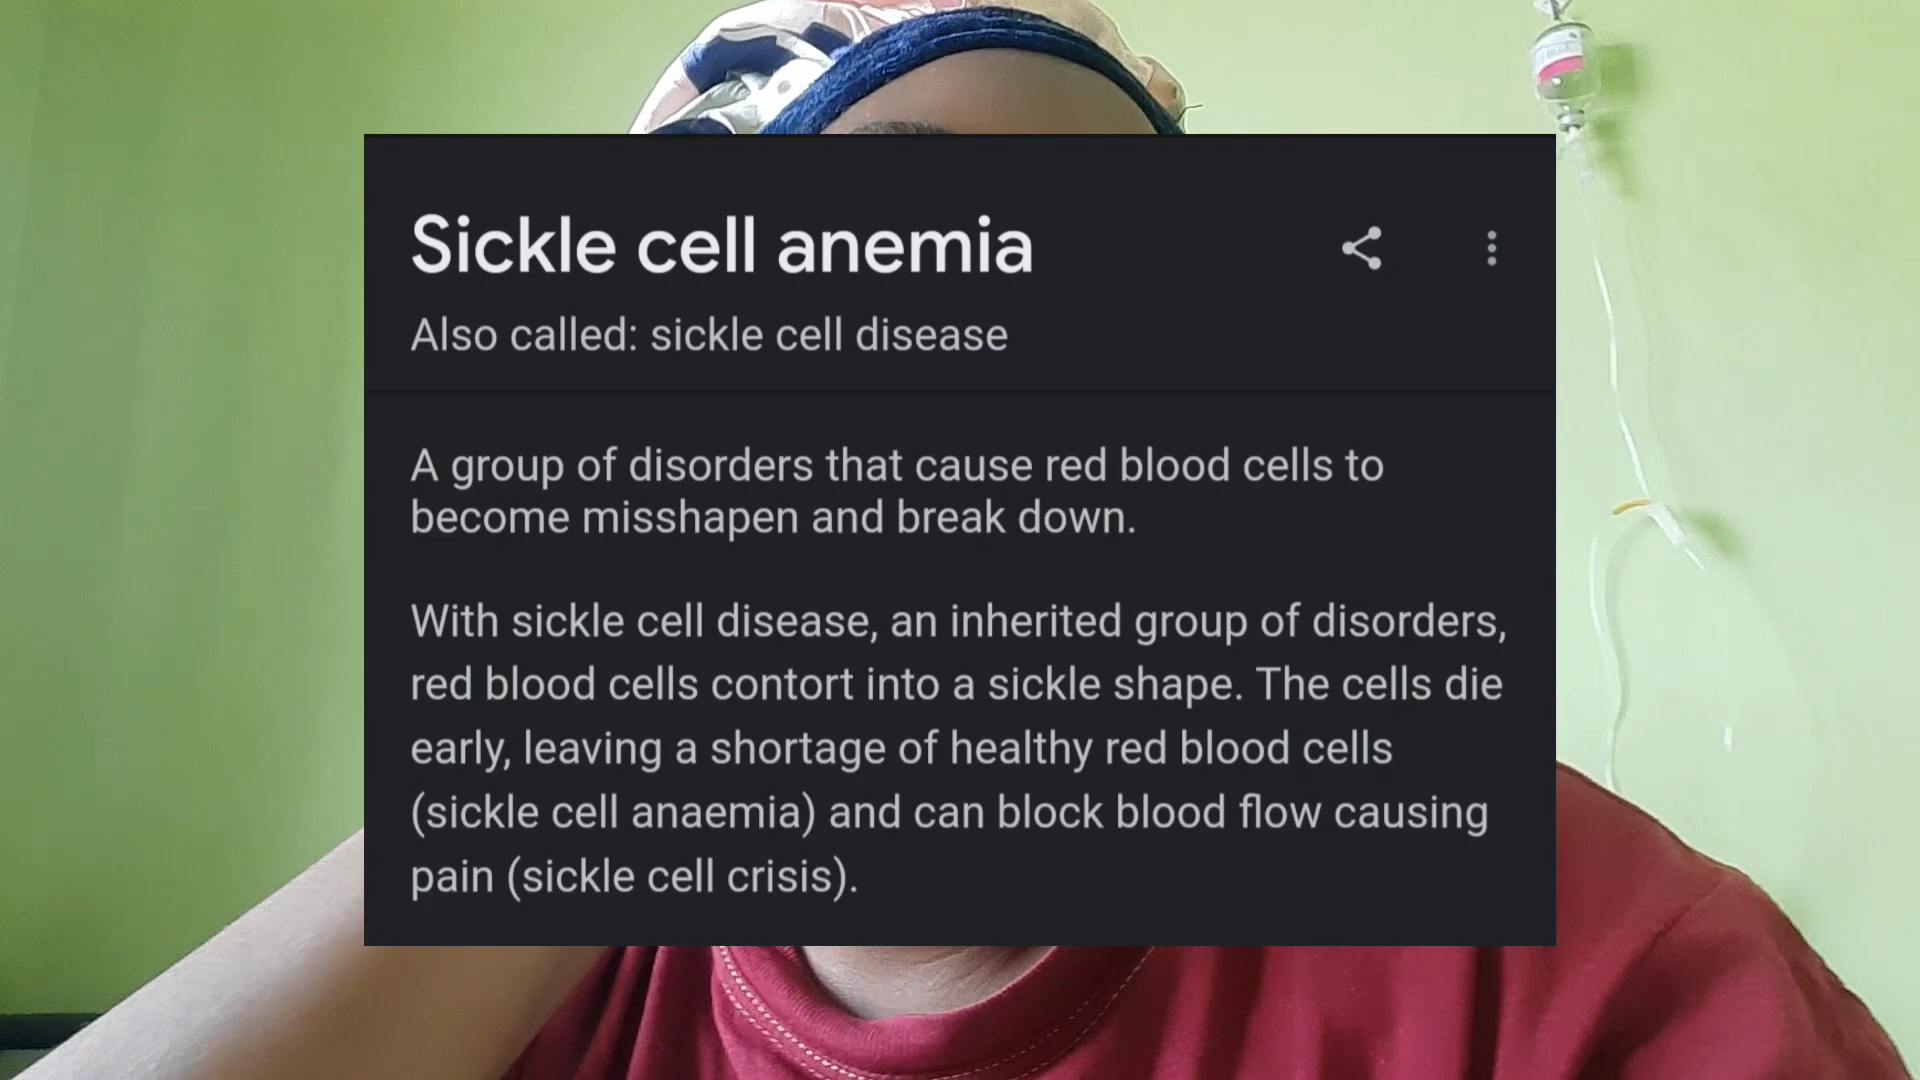 Sickle cell anemia
Also called: sickle cell disease
A group of disorders that cause red blood cells to
become misshapen and break down.
With sickle cell disease, an inherited group of disorders,
red blood cells contort into a sickle shape. The cells die
early, leaving a shortage of healthy red blood cells
(sickle cell anaemia) and can block blood flow causing
pain (sickle cell crisis).